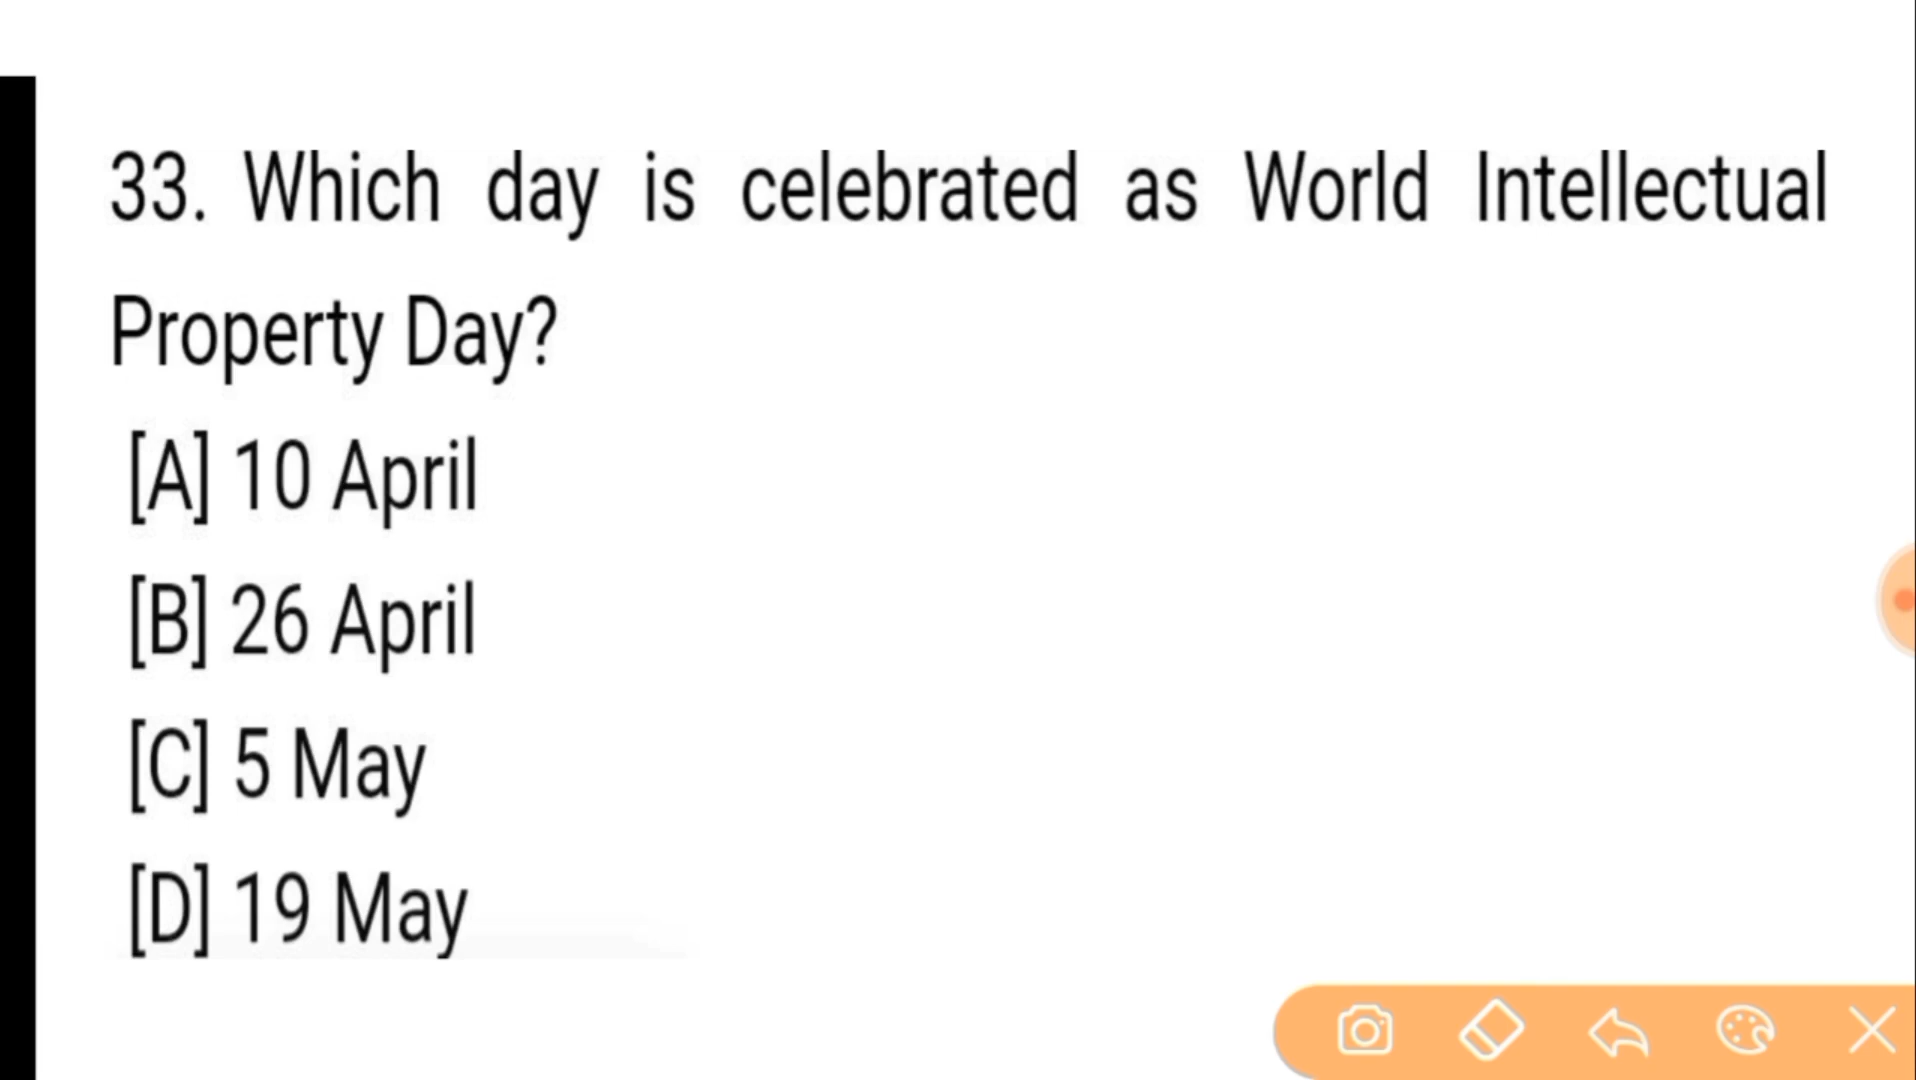 33. Which day is celebrated as World Intellectual
Property Day?
[A] 10 April
[B] 26 April
[C] 5 May
[D] 19 May